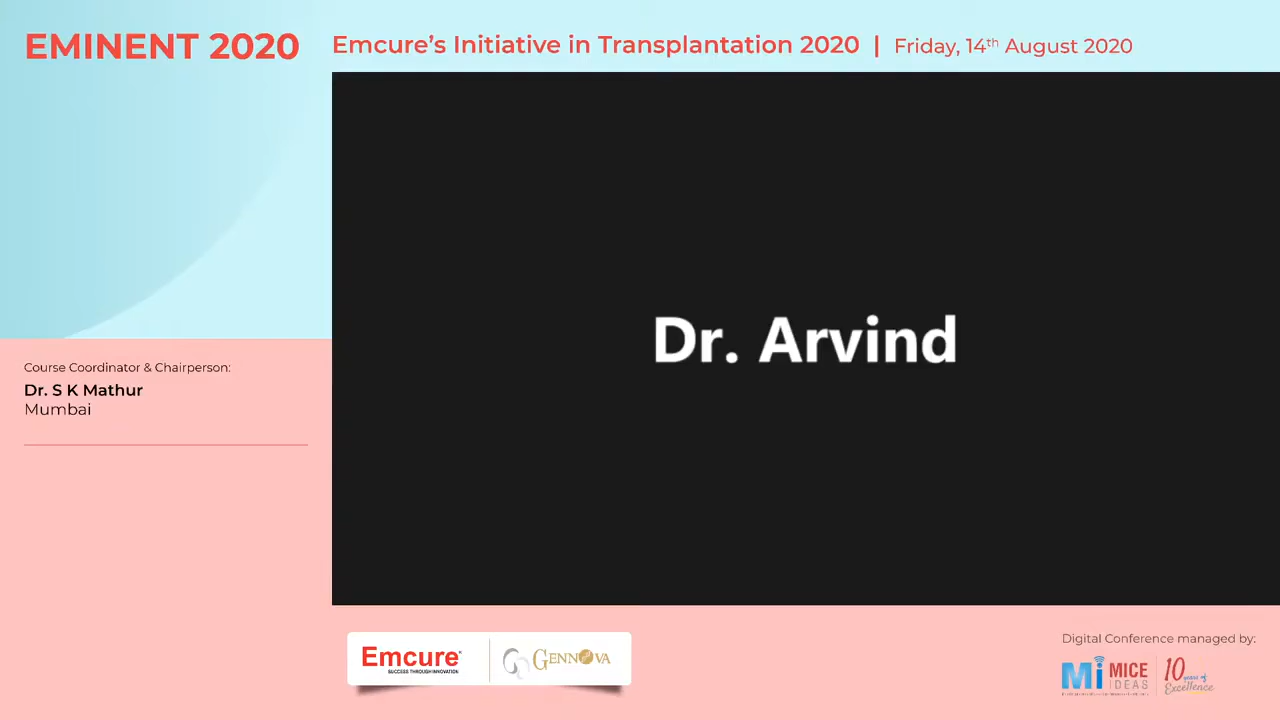 EMINENT 2020
Emcure's Initiative in Transplantation 2020 | Friday, 14th August 2020
Dr. Arvind
Course Coordinator & Chairperson:
Dr. S K Mathur
Mumbai
Emcure
SUCCESS THROUGH INNOVATION
GENNOVA
Digital Conference managed by:
Mi MICE IDEAS
10 years of Excellence